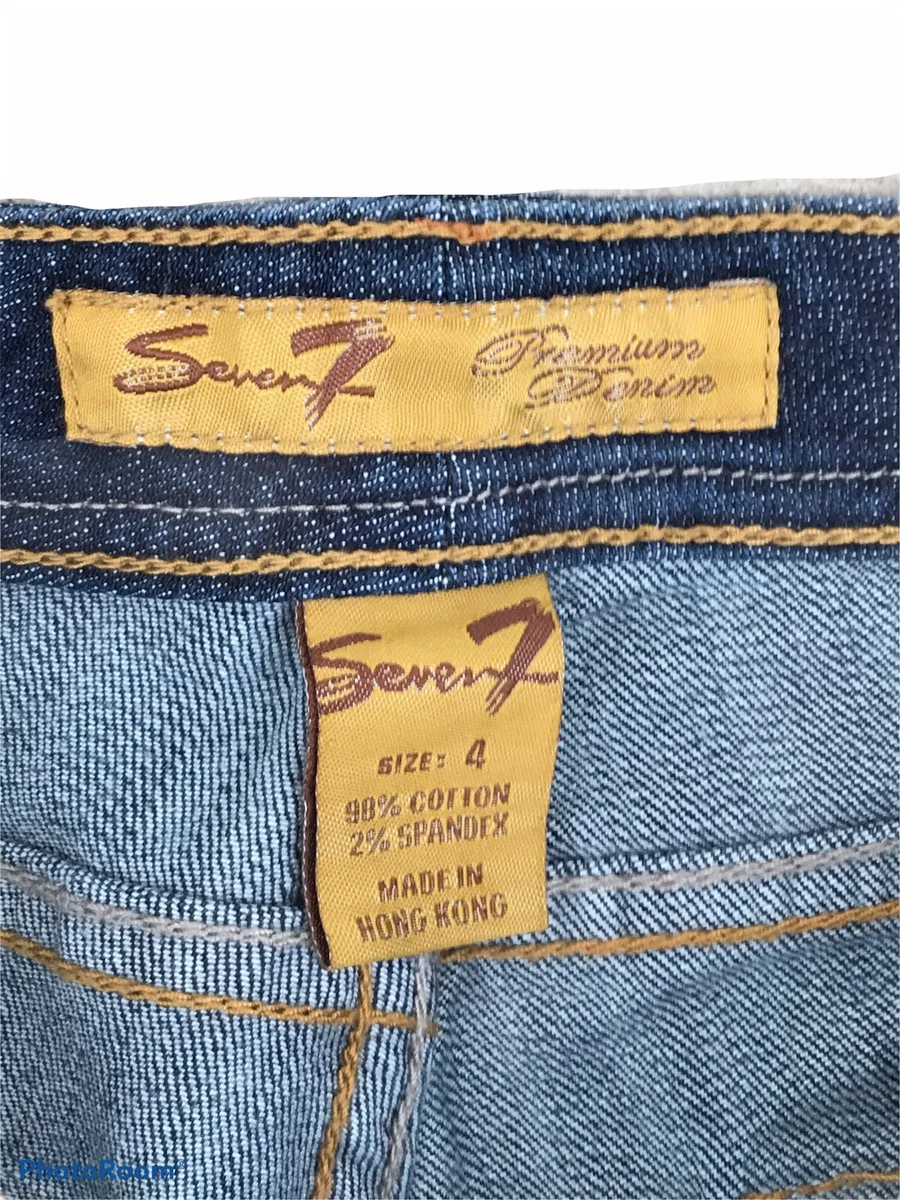 Seven7
Premium
Denim
Seven7
SIZE: 4
98% COTTON
2% SPANDEX
MADE IN
HONG KONG
PhotoRoom